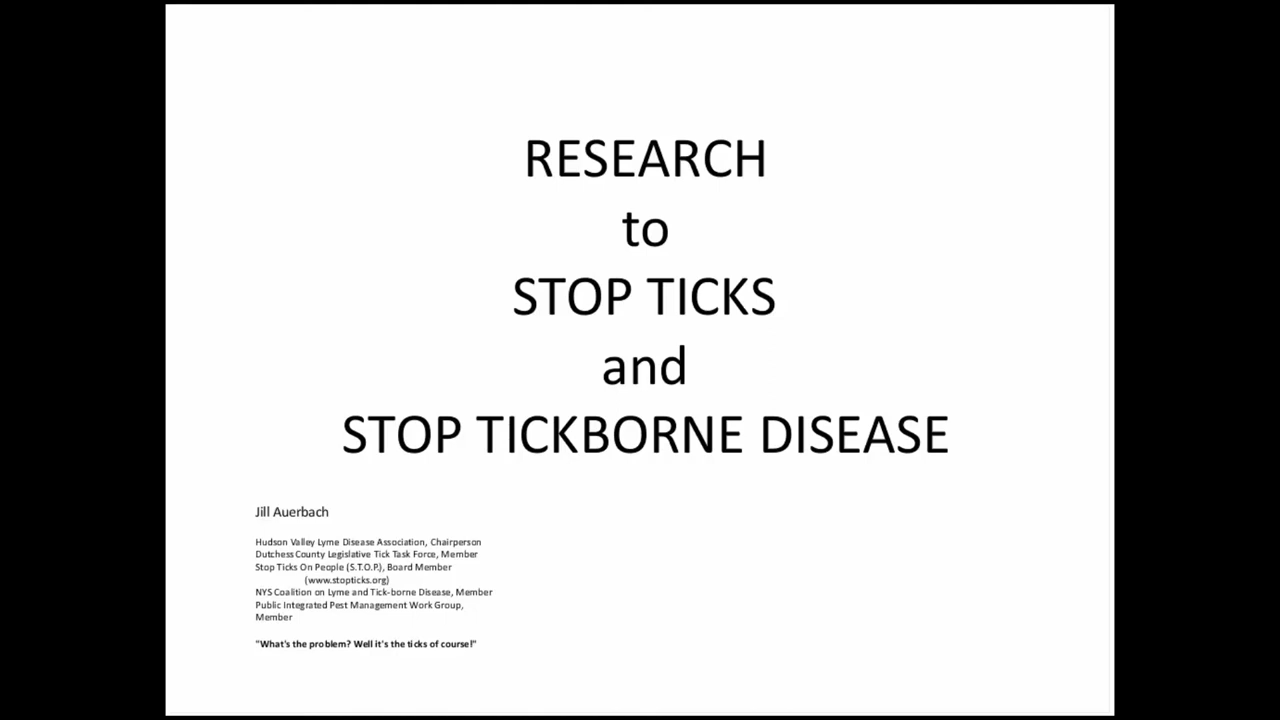 RESEARCH
to
STOP TICKS
and
STOP TICKBORNE DISEASE
Jill Auerbach
Hudson Valley Lyme Disease Association, Chairperson
Dutchess County Legislative Tick Task Force, Member
Stop Ticks On People (S.T.O.P.), Board Member
(www.stopticks.org)
NYS Coalition on Lyme and Tick-borne Disease, Member
Public Integrated Pest Management Work Group,
Member
"What's the problem? Well it's the ticks of course!"